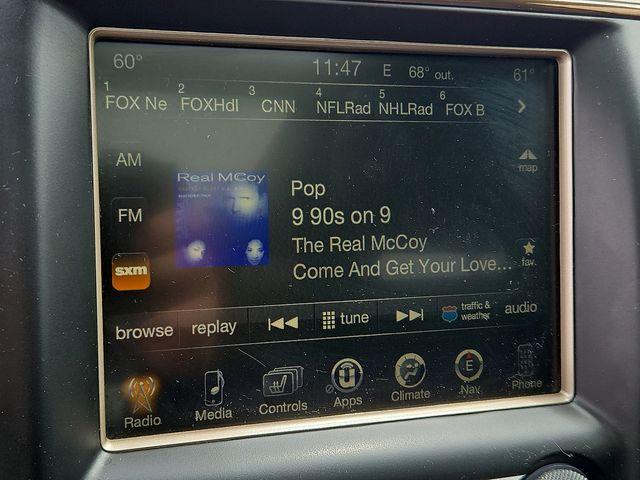 60° 11:47 E 68° out. 61°
1 2 3 4 5 6
FOX Ne FOXHdl CNN NFLRad NHLRad FOX B
AM
map
Real McCoy
Pop
FM
9 90s on 9
The Real McCoy
fav.
sxm
Come And Get Your Love...
browse replay tune traffic & weather audio
E
Radio Media Controls Apps Climate Nav Phone